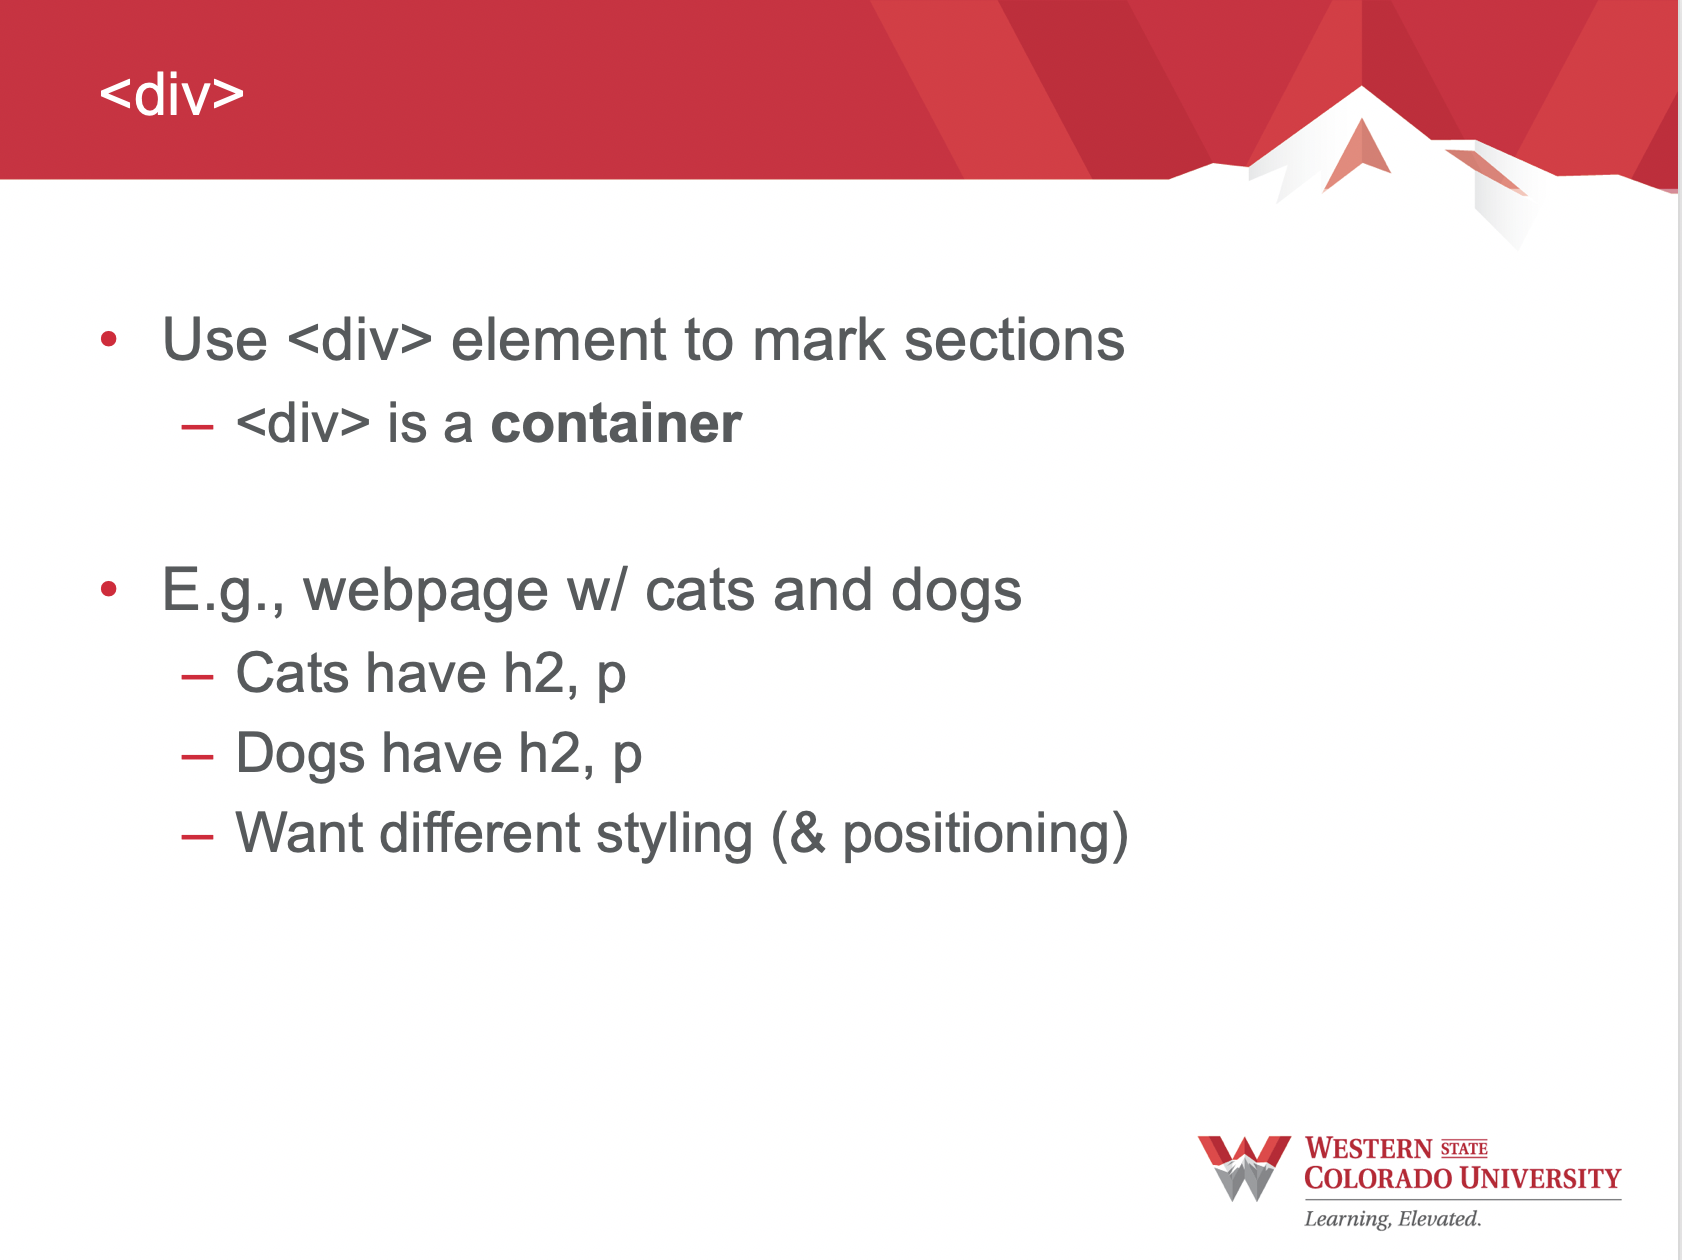 <div>
• Use <div> element to mark sections
– <div> is a container
• E.g., webpage w/ cats and dogs
– Cats have h2, p
– Dogs have h2, p
– Want different styling (& positioning)
WESTERN STATE
COLORADO UNIVERSITY
Learning, Elevated.